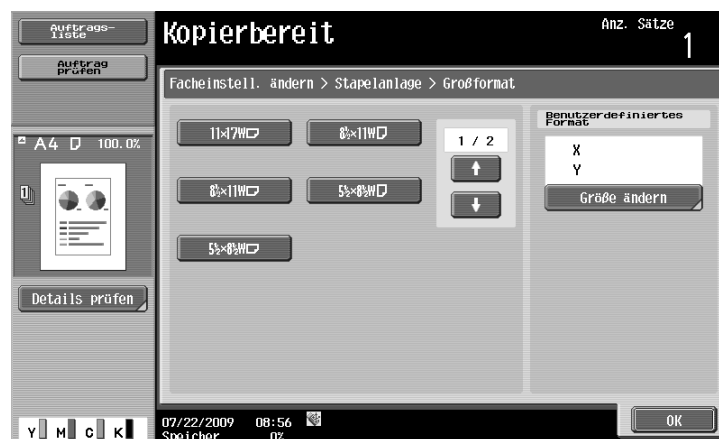 Auftrags-
liste
Auftrag
prüfen
Kopierbereit
Anz. Sätze
1
Facheinstell. ändern > Stapelanlage > Großformat
A4 100.0%
1
Details prüfen
11×17W
8½×11W
8½×11W
5½×8½W
5½×8½W
1 / 2
Benutzerdefiniertes
Format
X
Y
Größe ändern
Y M C K
07/22/2009 08:56
Speicher 0%
OK